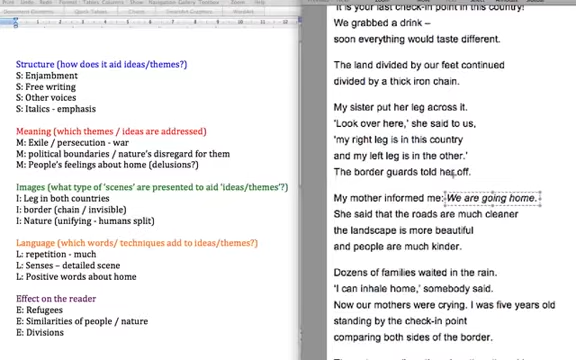 Home Layout Tables
Structure (how does it aid ideas/themes?)
S: Enjambment
S: Free writing
S: Other voices
S: Italics - emphasis
Meaning (which themes / ideas are addressed)
M: Exile / persecution - war
M: political boundaries / nature's disregard for them
M: People's feelings about home (delusions?)
Images (what type of 'scenes' are presented to aid 'ideas/themes'?)
I: Leg in both countries
I: border (chain / invisible)
I: Nature (unifying - humans split)
Language (which words/ techniques add to ideas/themes?)
L: repetition - much
L: Senses – detailed scene
L: Positive words about home
Effect on the reader
E: Refugees
E: Similarities of people / nature
E: Divisions
'It is your last check-in point in this country!'
We grabbed a drink –
soon everything would taste different.
The land divided by our feet continued
divided by a thick iron chain.
My sister put her leg across it.
'Look over here,' she said to us,
'my right leg is in this country
and my left leg is in the other.'
The border guards told her off.
My mother informed me: We are going home.
She said that the roads are much cleaner
the landscape is more beautiful
and people are much kinder.
Dozens of families waited in the rain.
'I can inhale home,' somebody said.
Now our mothers were crying. I was five years old
standing by the check-in point
comparing both sides of the border.